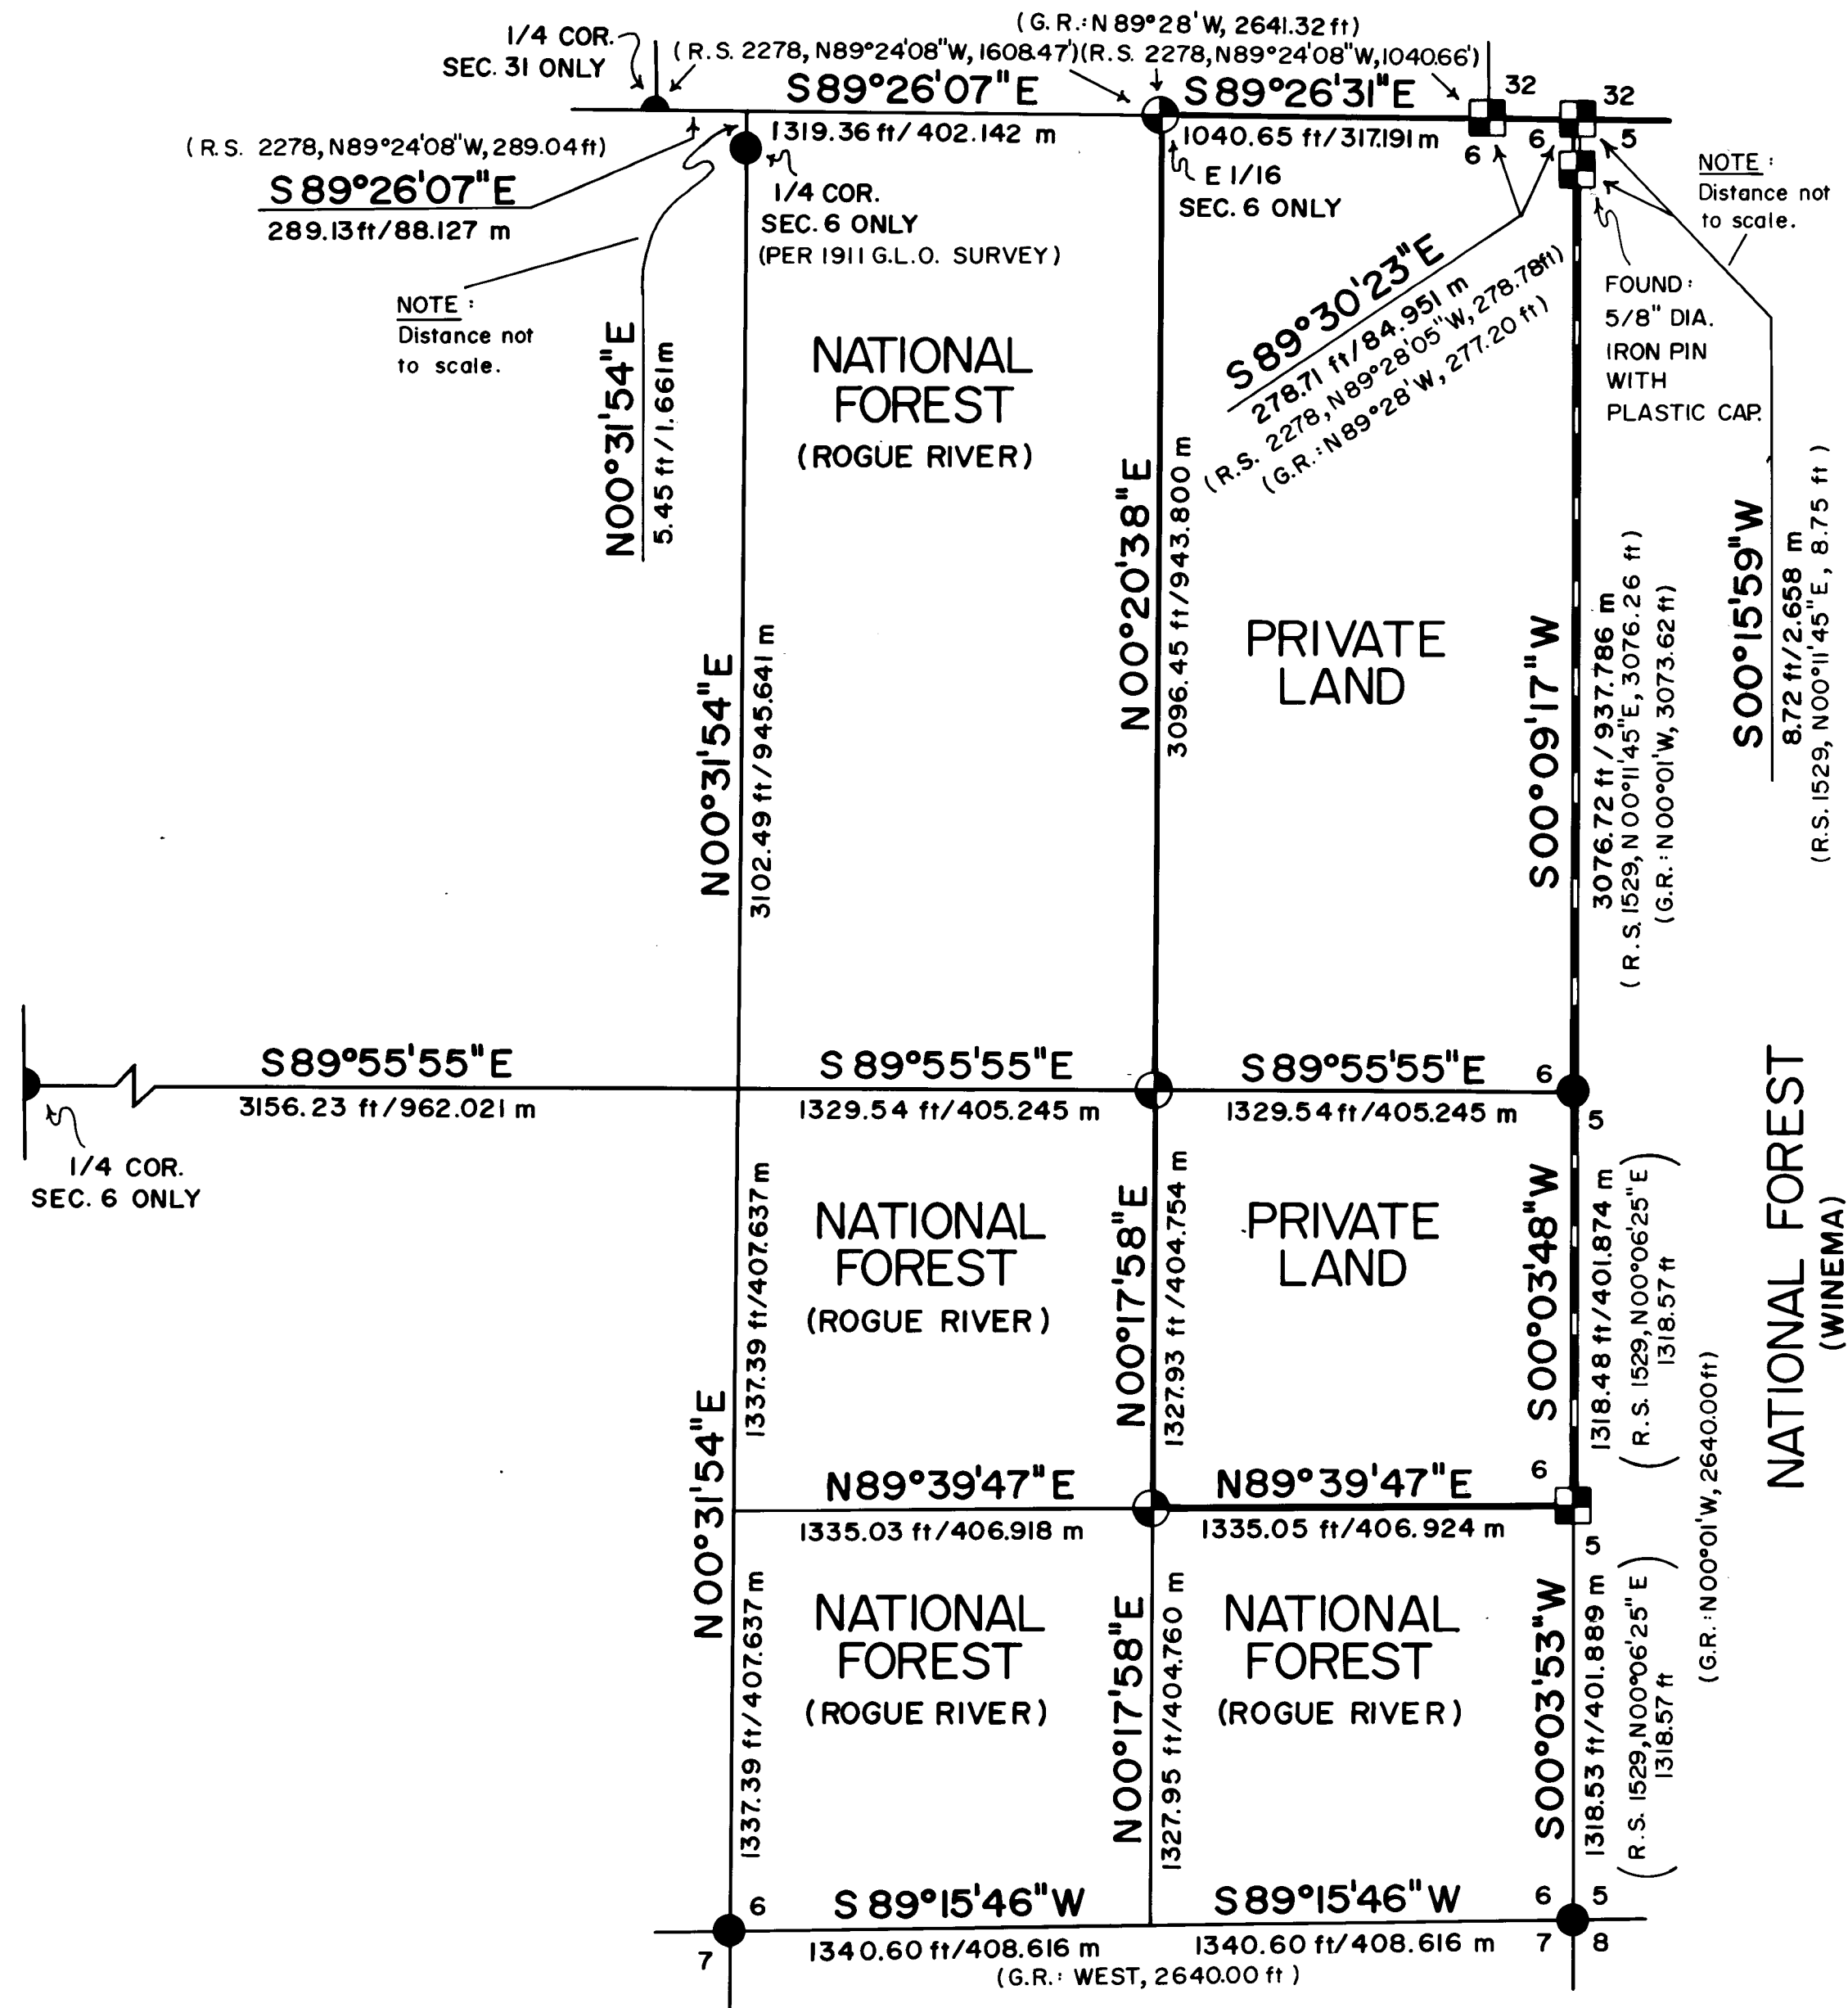 (G.R.: N 89°28' W, 2641.32 ft)
1/4 COR.
SEC. 31 ONLY
(R.S. 2278, N89°24'08"W, 1608.47')(R.S. 2278, N89°24'08"W, 1040.66')
S89°26'07"E
S89°26'31"E
32
32
1319.36 ft/402.142 m
1040.65 ft/317.191 m
6
6
5
(R.S. 2278, N89°24'08"W, 289.04ft)
S89°26'07"E
289.13ft/88.127 m
1/4 COR.
SEC. 6 ONLY
(PER 1911 G.L.O. SURVEY)
E 1/16
SEC. 6 ONLY
NOTE:
Distance not
to scale.
NOTE:
Distance not
to scale.
FOUND:
5/8" DIA.
IRON PIN
WITH
PLASTIC CAP.
S89°30'23"E
278.71 ft/84.951 m
(R.S. 2278, N89°28'05"W, 278.78ft)
(G.R.: N89°28'W, 277.20 ft)
N00°31'54"E
5.45 ft/1.661m
NATIONAL
FOREST
(ROGUE RIVER)
N00°20'38"E
3096.45 ft/943.800 m
PRIVATE
LAND
N00°31'54"E
3102.49 ft/945.641 m
S00°09'17"W
3076.72 ft/937.786 m
(R.S. 1529, N00°11'45"E, 3076.26 ft)
(G.R.: N00°01'W, 3073.62 ft)
S00°15'59"W
8.72 ft/2.658 m
(R.S. 1529, N00°11'45"E, 8.75 ft)
S89°55'55"E
3156.23 ft/962.021 m
S89°55'55"E
1329.54 ft/405.245 m
S89°55'55"E
1329.54 ft/405.245 m
6
5
1/4 COR.
SEC. 6 ONLY
1337.39 ft/407.637m
NATIONAL
FOREST
(ROGUE RIVER)
N00°17'58"E
1327.93 ft/404.754 m
PRIVATE
LAND
S00°03'48"W
1318.48 ft/401.874 m
(R.S. 1529, N00°06'25"E
1318.57 ft)
NATIONAL FOREST
(WINEMA)
N00°31'54"E
N89°39'47"E
1335.03 ft/406.918 m
N89°39'47"E
1335.05 ft/406.924 m
6
5
(G.R.: N00°01'W, 2640.00ft)
1337.39 ft/407.637 m
NATIONAL
FOREST
(ROGUE RIVER)
N00°17'58"E
1327.95 ft/404.760 m
NATIONAL
FOREST
(ROGUE RIVER)
S00°03'53"W
1318.53 ft/401.889 m
(R.S. 1529, N00°06'25"E
1318.57 ft)
6
S89°15'46"W
S89°15'46"W
6
5
7
1340.60 ft/408.616 m
1340.60 ft/408.616 m
7
8
(G.R.: WEST, 2640.00 ft)